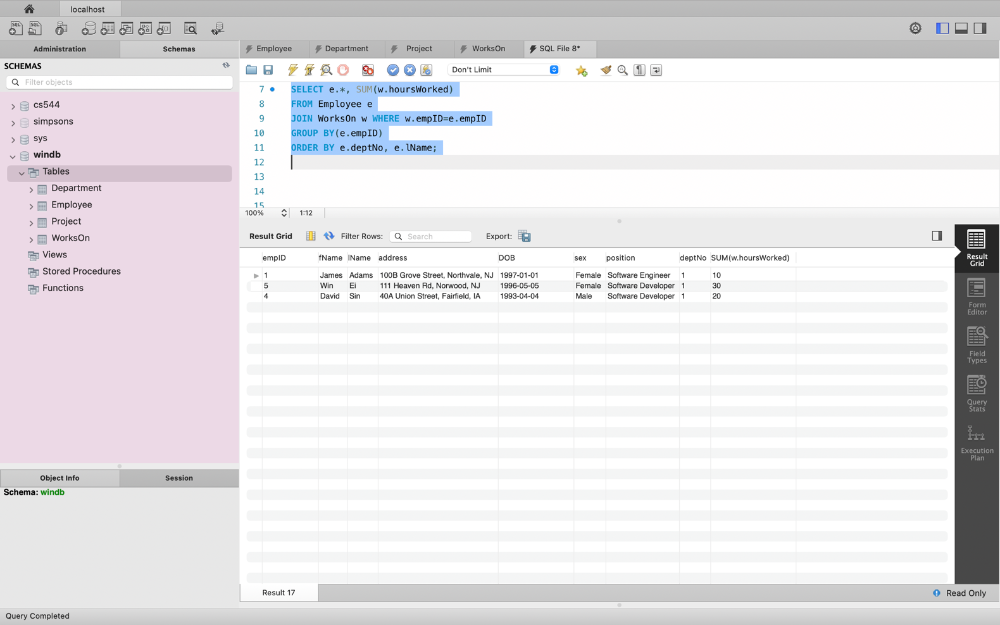 localhost
SQL
SQL
Administration
Schemas
Employee
Department
Project
WorksOn
SQL File 8*
SCHEMAS
Filter objects
Don't Limit
cs544
simpsons
sys
windb
Tables
Department
Employee
Project
WorksOn
Views
Stored Procedures
Functions
7 SELECT e.*, SUM(w.hoursWorked)
8 FROM Employee e
9 JOIN WorksOn w WHERE w.empID=e.empID
10 GROUP BY(e.empID)
11 ORDER BY e.deptNo, e.lName;
12
13
14
15
100% 1:12
Result Grid Filter Rows: Search Export:
empID fName lName address DOB sex position deptNo SUM(w.hoursWorked)
1 James Adams 100B Grove Street, Northvale, NJ 1997-01-01 Female Software Engineer 1 10
5 Win Ei 111 Heaven Rd, Norwood, NJ 1996-05-05 Female Software Developer 1 30
4 David Sin 40A Union Street, Fairfield, IA 1993-04-04 Male Software Developer 1 20
Result
Grid
Form
Editor
Field
Types
Query
Stats
Execution
Plan
Object Info
Session
Schema: windb
Result 17
Read Only
Query Completed